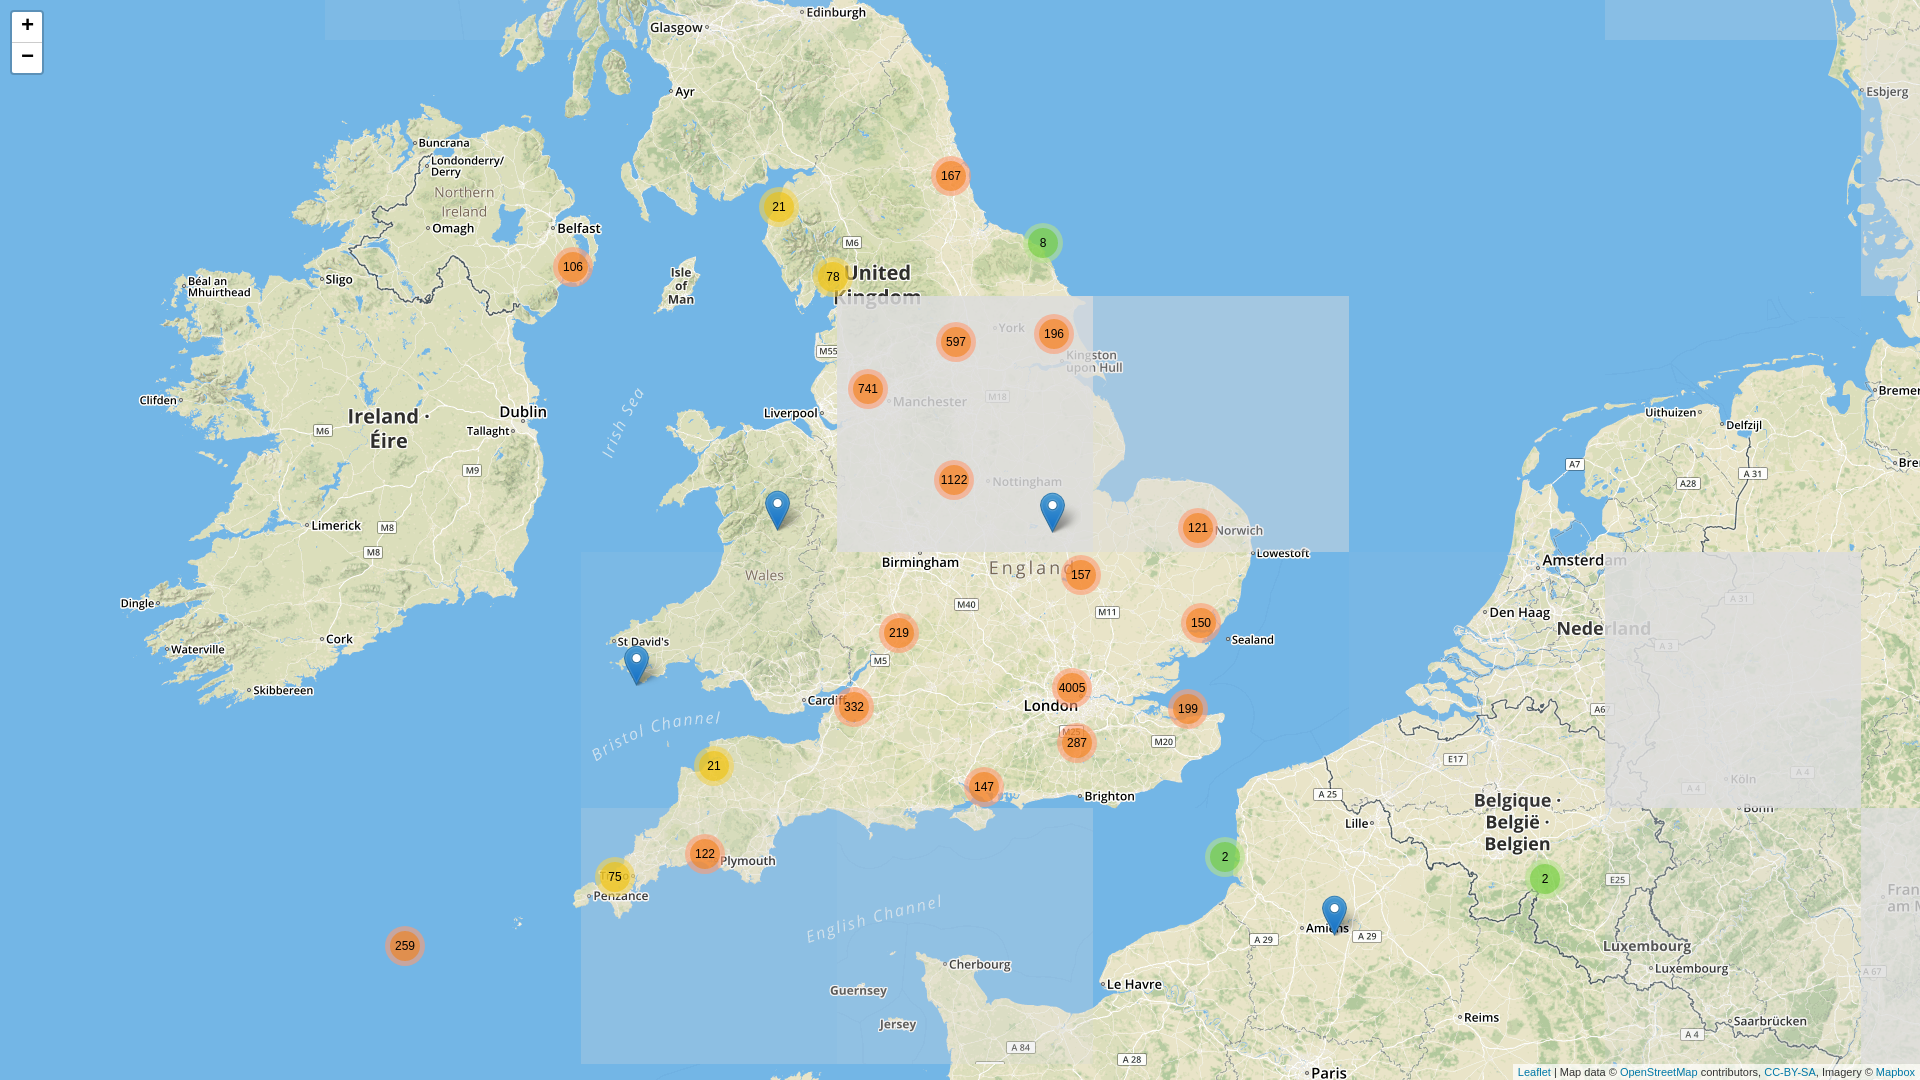 +
−
Glasgow
Edinburgh
Ayr
Esbjerg
Buncrana
Londonderry/
Derry
Northern
Ireland
Omagh
Belfast
106
Sligo
Béal an
Mhuirthead
167
21
M6
8
78
United
Kingdom
Isle
of
Man
York
597
196
Kingston
upon Hull
M55
741
Manchester
M18
Liverpool
Clifden
Ireland ·
Éire
M6
Dublin
Tallaght
M9
Irish Sea
Limerick
M8
M8
1122
Nottingham
121
Norwich
Lowestoft
Birmingham
England
157
Wales
M40
M11
150
Sealand
219
M5
St David's
Dingle
Waterville
Cork
Skibbereen
Cardiff
332
4005
London
M25
287
199
M20
Bristol Channel
21
147
Brighton
122
Plymouth
75
Penzance
259
English Channel
Guernsey
Jersey
Cherbourg
Le Havre
A 84
A 28
A 29
A 29
Amiens
2
2
Reims
Paris
Uithuizen
Delfzijl
A7
A28
A 31
Amsterdam
A 31
Den Haag
Nederland
A 3
A6
E17
A 25
Lille
Belgique ·
België ·
Belgien
Köln
A 4
A 4
Bonn
E25
Luxembourg
Luxembourg
A 67
Saarbrücken
A 4
Leaflet | Map data © OpenStreetMap contributors, CC-BY-SA, Imagery © Mapbox